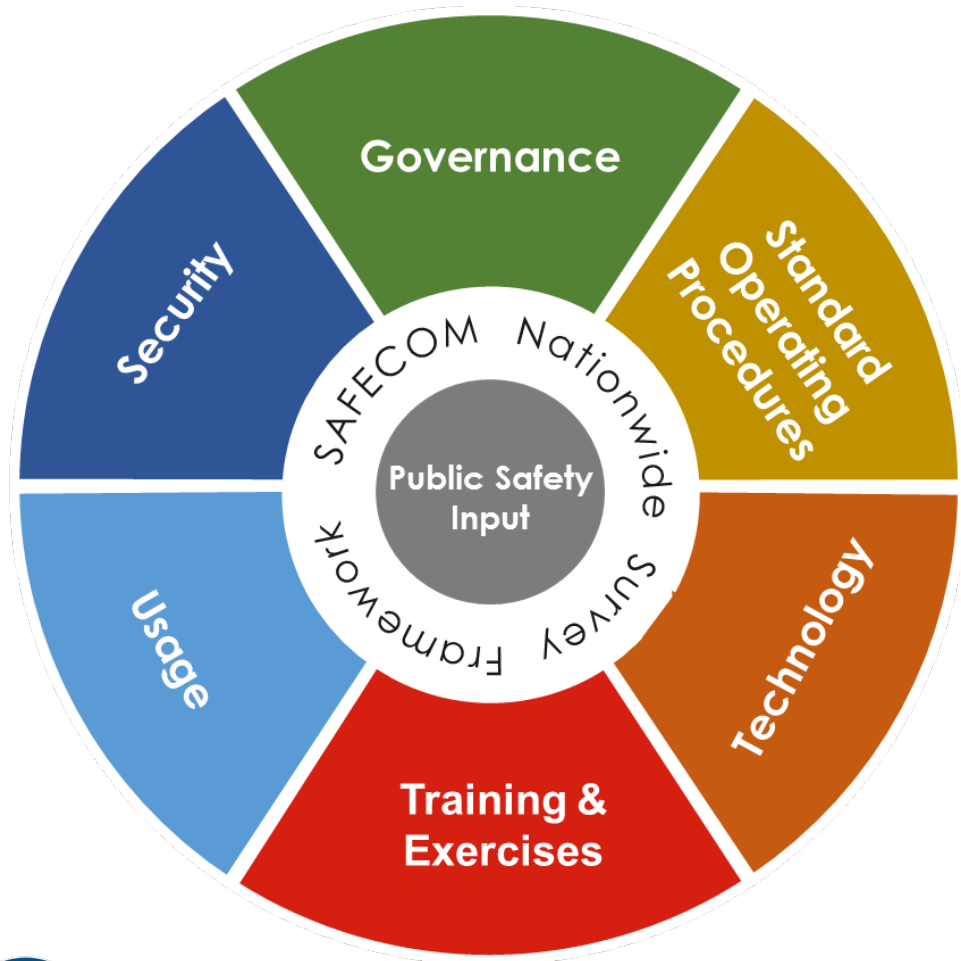 Governance
Standard
Operating
Procedures
Technology
Training &
Exercises
Usage
Security
SAFECOM Nationwide Survey Framework
Public Safety
Input